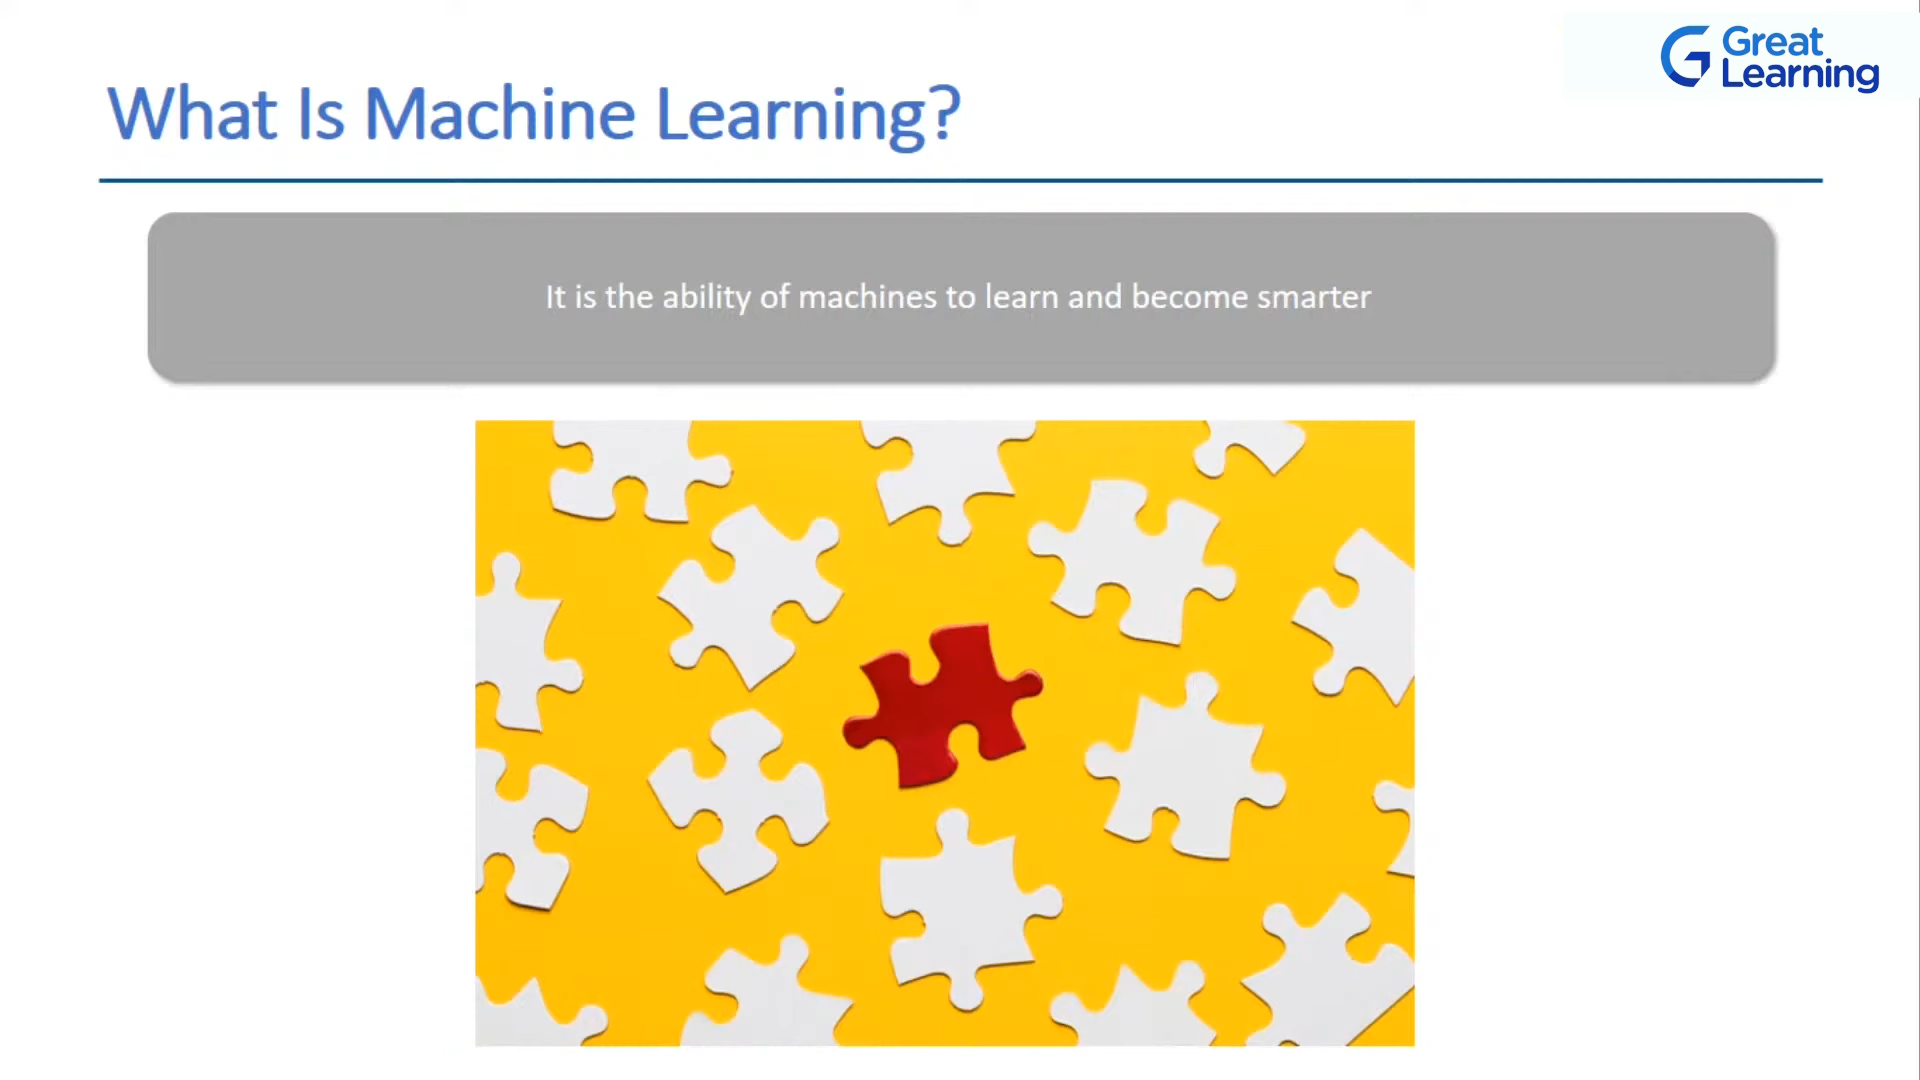 Great
Learning
What Is Machine Learning?
It is the ability of machines to learn and become smarter